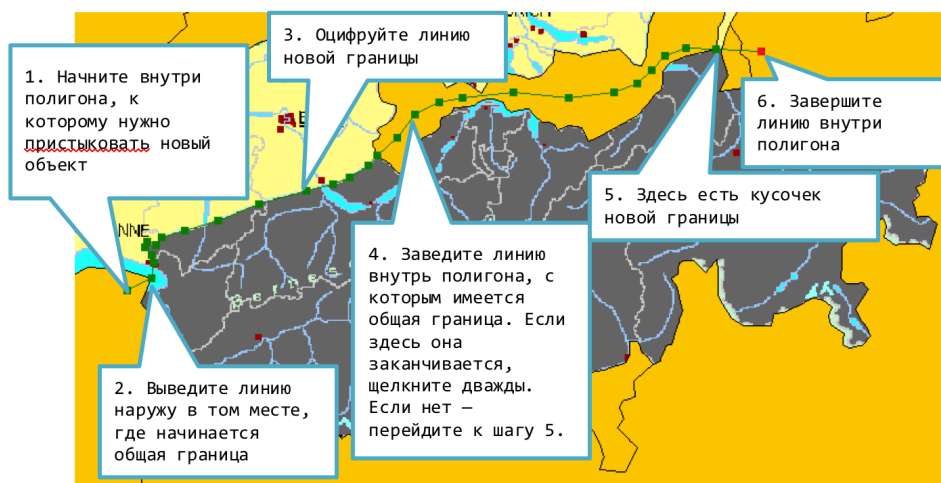 1. Начните внутри
полигона, к
которому нужно
пристыковать новый
объект
2. Выведите линию
наружу в том месте,
где начинается
общая граница
3. Оцифруйте линию
новой границы
4. Заведите линию
внутрь полигона, с
которым имеется
общая граница. Если
здесь она
заканчивается,
щелкните дважды.
Если нет —
перейдите к шагу 5.
5. Здесь есть кусочек
новой границы
6. Завершите
линию внутри
полигона
NNE
Bernes